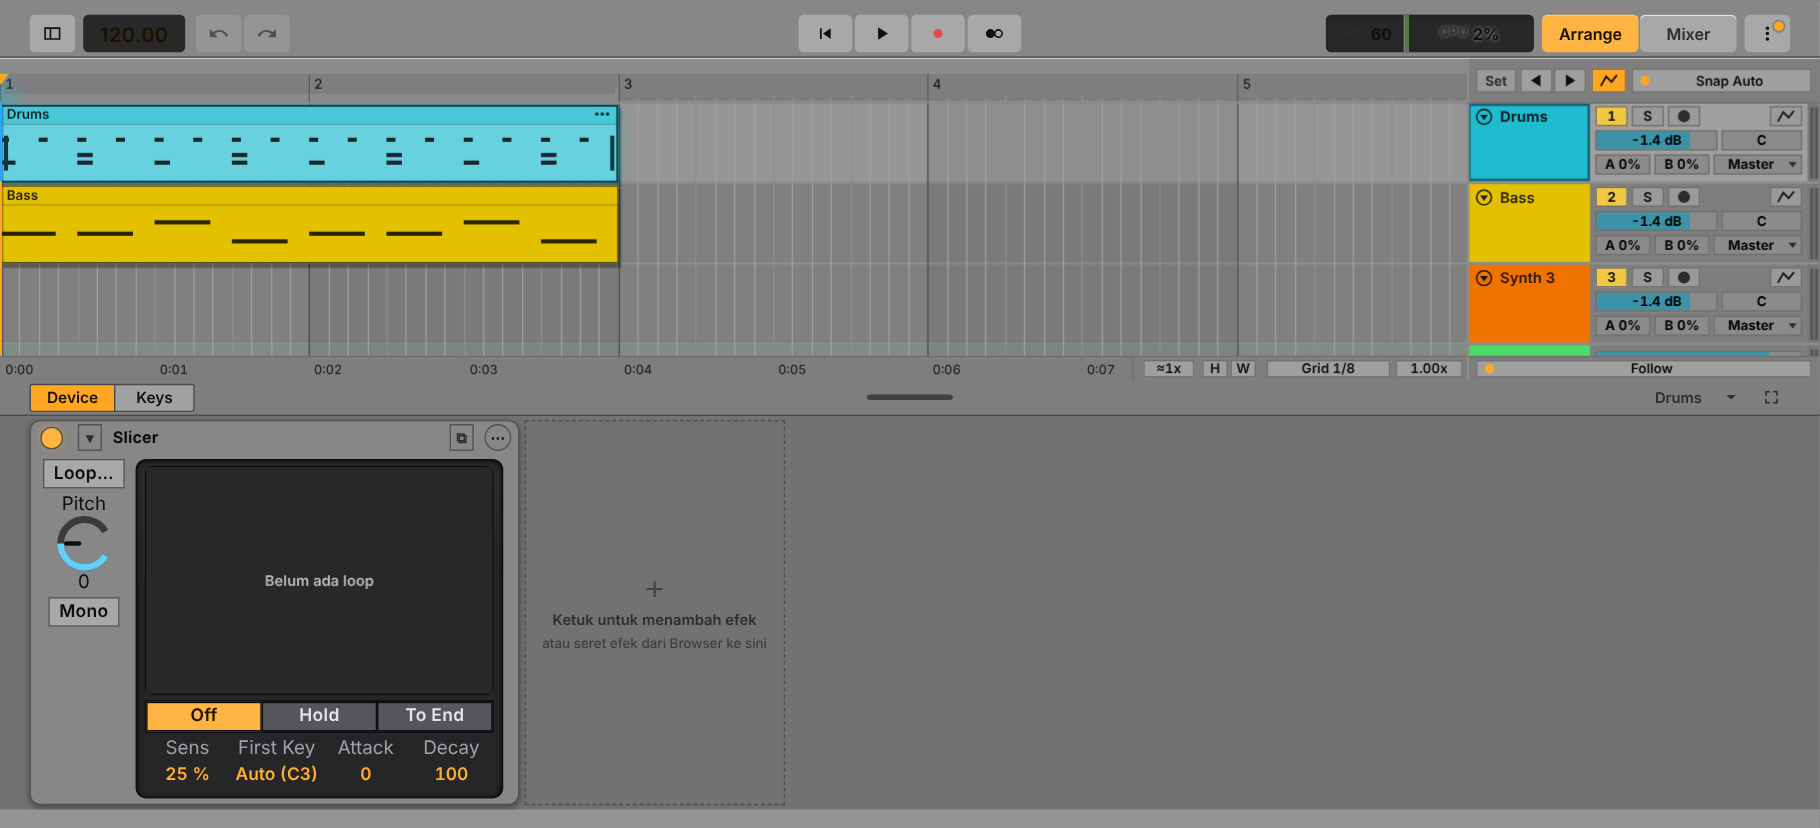 120.00
FPS 60
CPU 2%
Arrange
Mixer
1 2 3 4 5
Set
Snap Auto
Drums
Drums
1 S
-1.4 dB C
A 0% B 0% Master
Bass
Bass
2 S
-1.4 dB C
A 0% B 0% Master
Synth 3
3 S
-1.4 dB C
A 0% B 0% Master
0:00 0:01 0:02 0:03 0:04 0:05 0:06 0:07
≈1x H W Grid 1/8 1.00x
Follow
Device Keys
Drums
Slicer
Loop...
Pitch
0
Mono
Belum ada loop
Off Hold To End
Sens First Key Attack Decay
25 % Auto (C3) 0 100
Ketuk untuk menambah efek
atau seret efek dari Browser ke sini